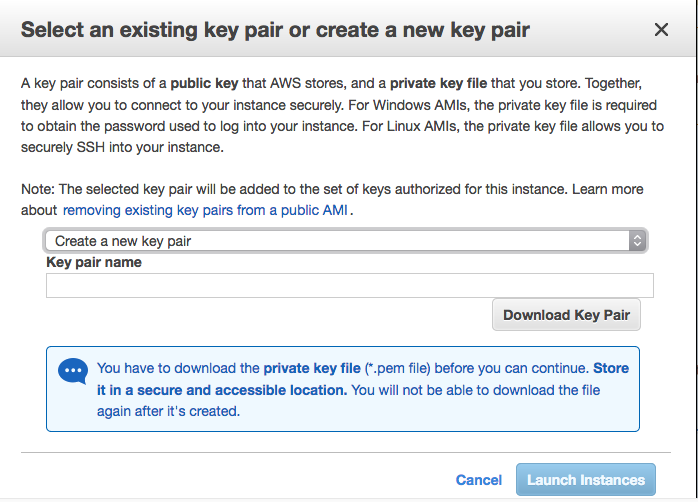 Select an existing key pair or create a new key pair
A key pair consists of a public key that AWS stores, and a private key file that you store. Together,
they allow you to connect to your instance securely. For Windows AMIs, the private key file is required
to obtain the password used to log into your instance. For Linux AMIs, the private key file allows you to
securely SSH into your instance.
Note: The selected key pair will be added to the set of keys authorized for this instance. Learn more
about removing existing key pairs from a public AMI .
Create a new key pair
Key pair name
Download Key Pair
You have to download the private key file (*.pem file) before you can continue. Store
it in a secure and accessible location. You will not be able to download the file
again after it's created.
Cancel Launch Instances